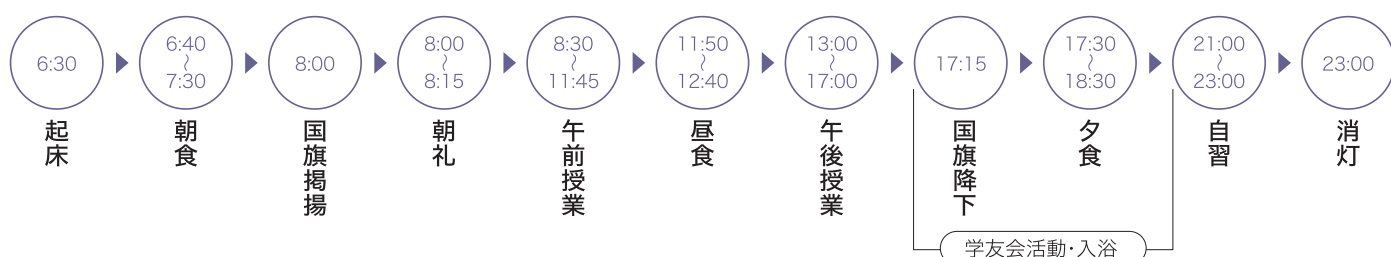 6:30
起床
6:40
〜
7:30
朝食
8:00
国旗掲揚
8:00
〜
8:15
朝礼
8:30
〜
11:45
午前授業
11:50
〜
12:40
昼食
13:00
〜
17:00
午後授業
17:15
国旗降下
17:30
〜
18:30
夕食
21:00
〜
23:00
自習
23:00
消灯
学友会活動･入浴